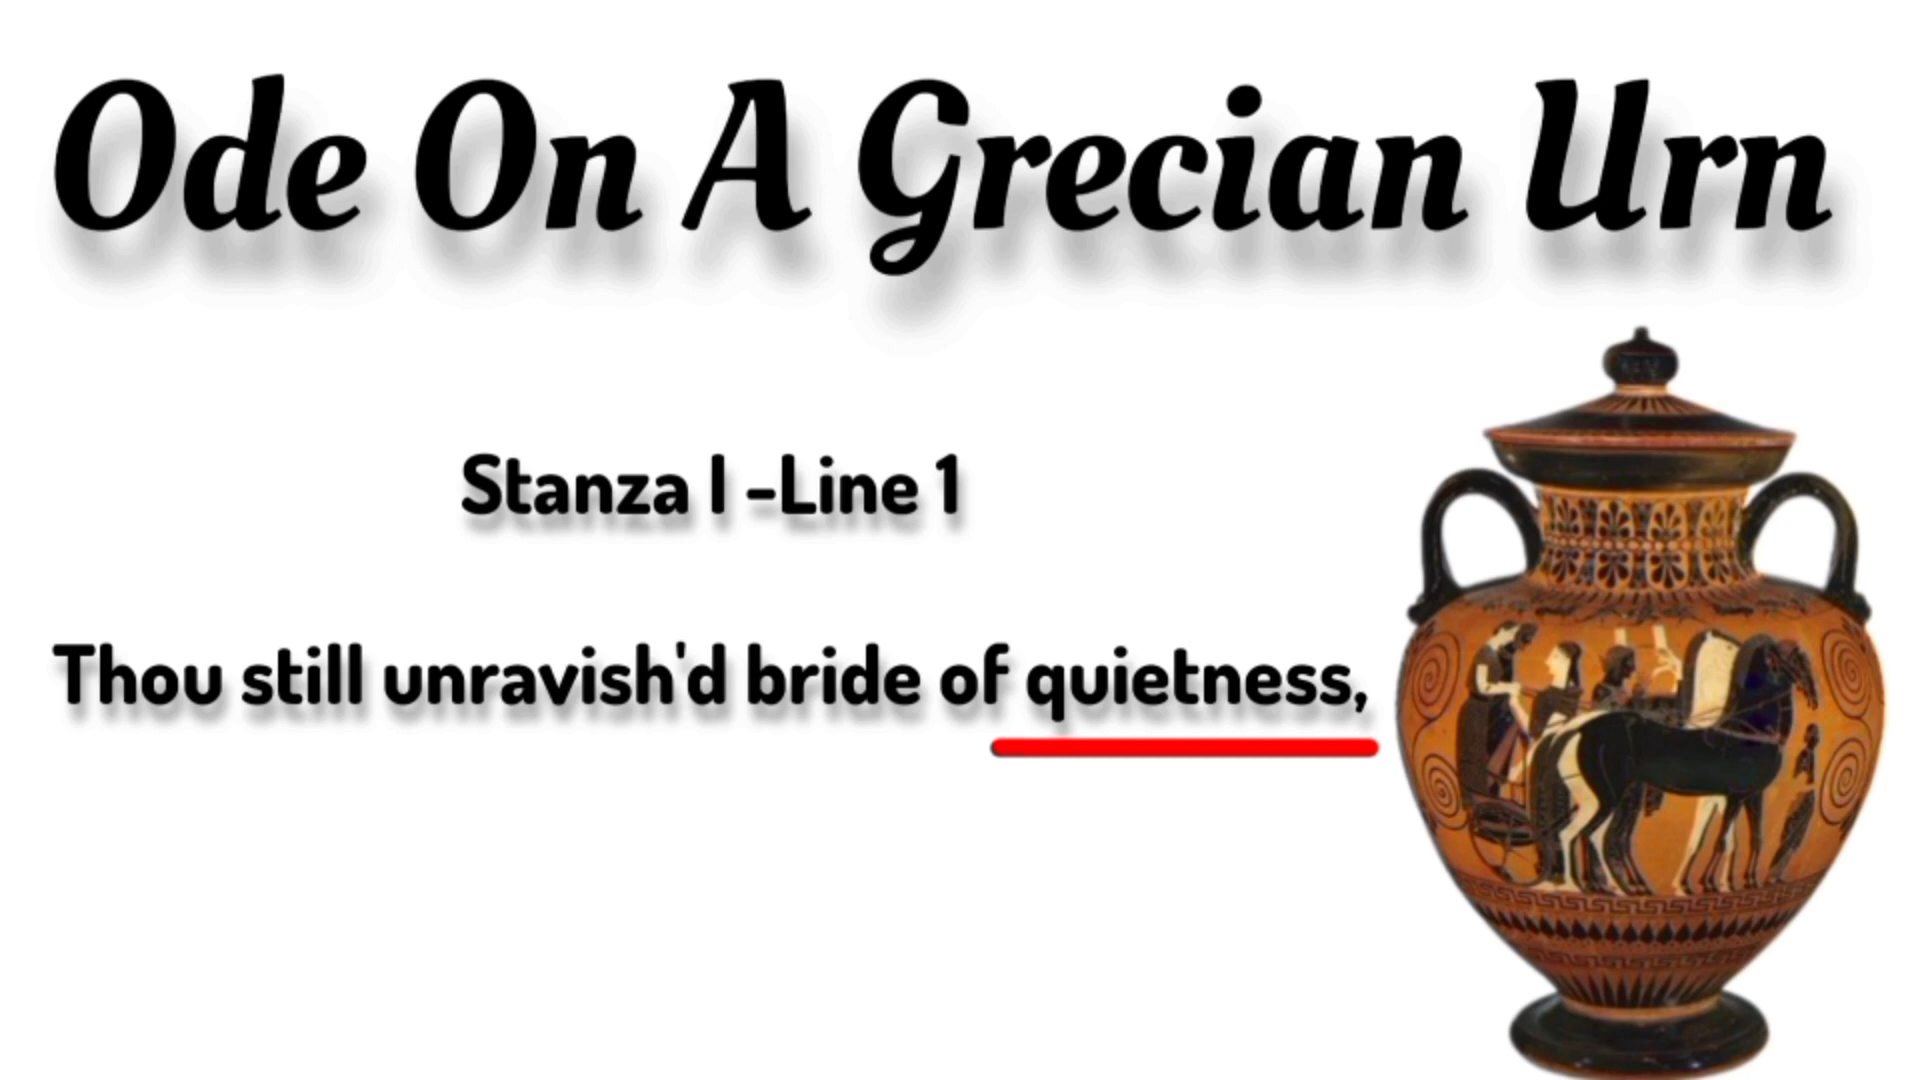 Ode On A Grecian Urn
Stanza I -Line 1
Thou still unravish'd bride of quietness,